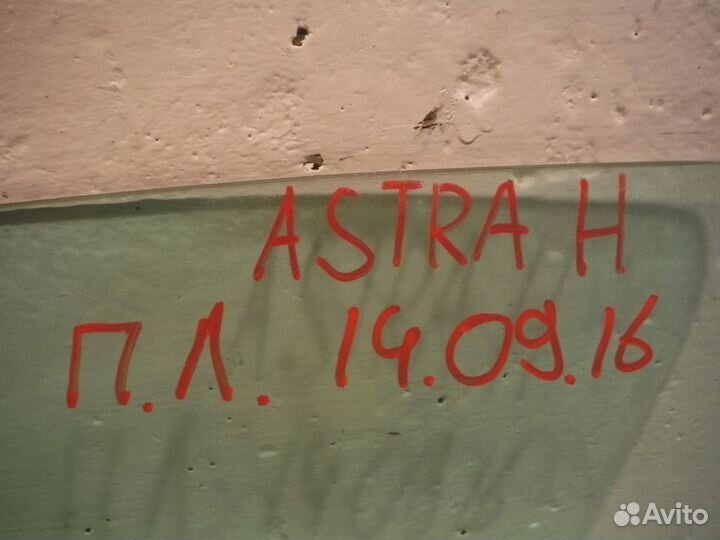 ASTRA H
П.Л. 14.09.16
Avito